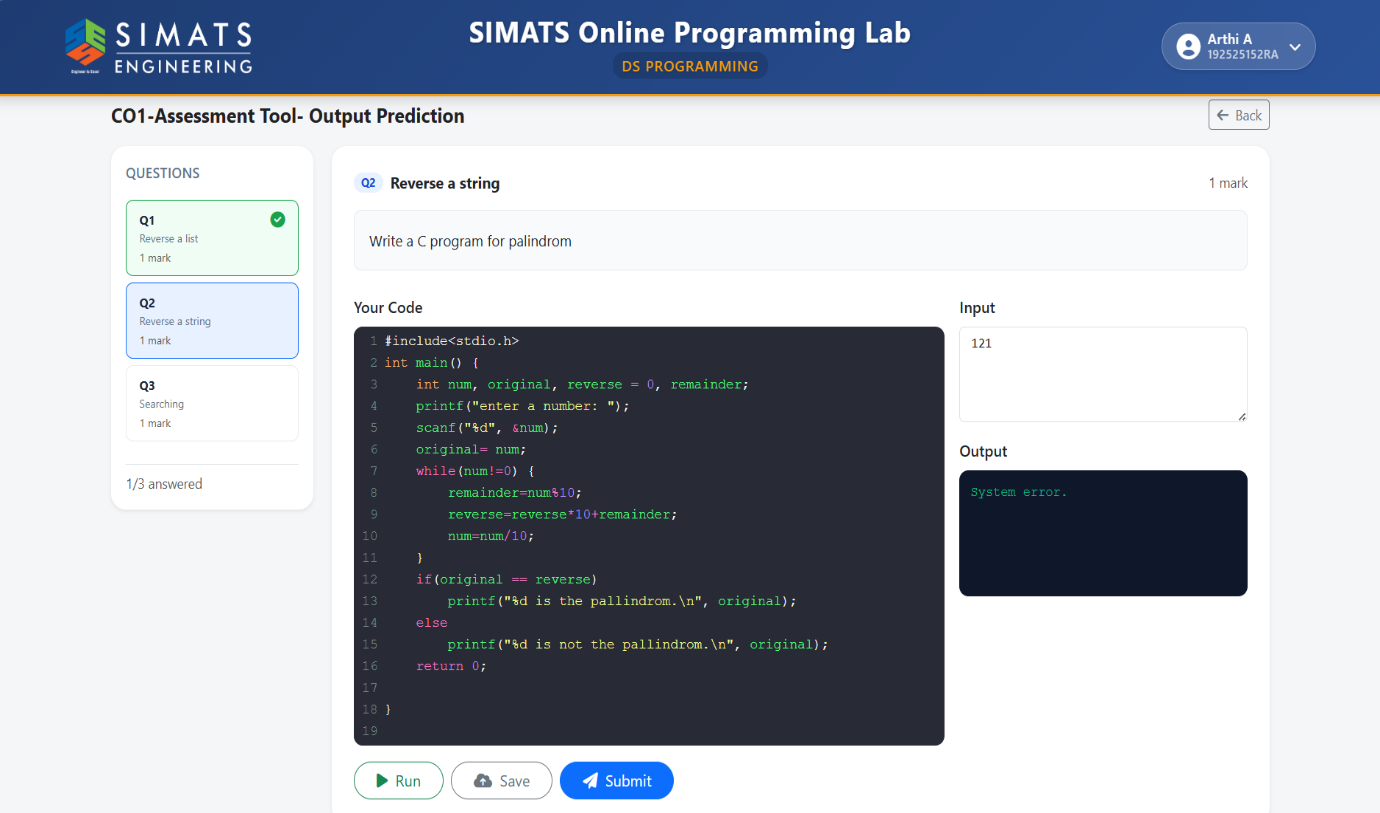 SIMATS
ENGINEERING
Engineer to Excel
SIMATS Online Programming Lab
DS PROGRAMMING
Arthi A
192525152RA
CO1-Assessment Tool- Output Prediction
Back
QUESTIONS
Q1
Reverse a list
1 mark
Q2
Reverse a string
1 mark
Q3
Searching
1 mark
1/3 answered
Q2 Reverse a string
1 mark
Write a C program for palindrom
Your Code
1 #include<stdio.h>
2 int main() {
3     int num, original, reverse = 0, remainder;
4     printf("enter a number: ");
5     scanf("%d", &num);
6     original= num;
7     while(num!=0) {
8         remainder=num%10;
9         reverse=reverse*10+remainder;
10         num=num/10;
11     }
12     if(original == reverse)
13         printf("%d is the pallindrom.\n", original);
14     else
15         printf("%d is not the pallindrom.\n", original);
16     return 0;
17
18 }
19
Input
121
Output
System error.
Run
Save
Submit